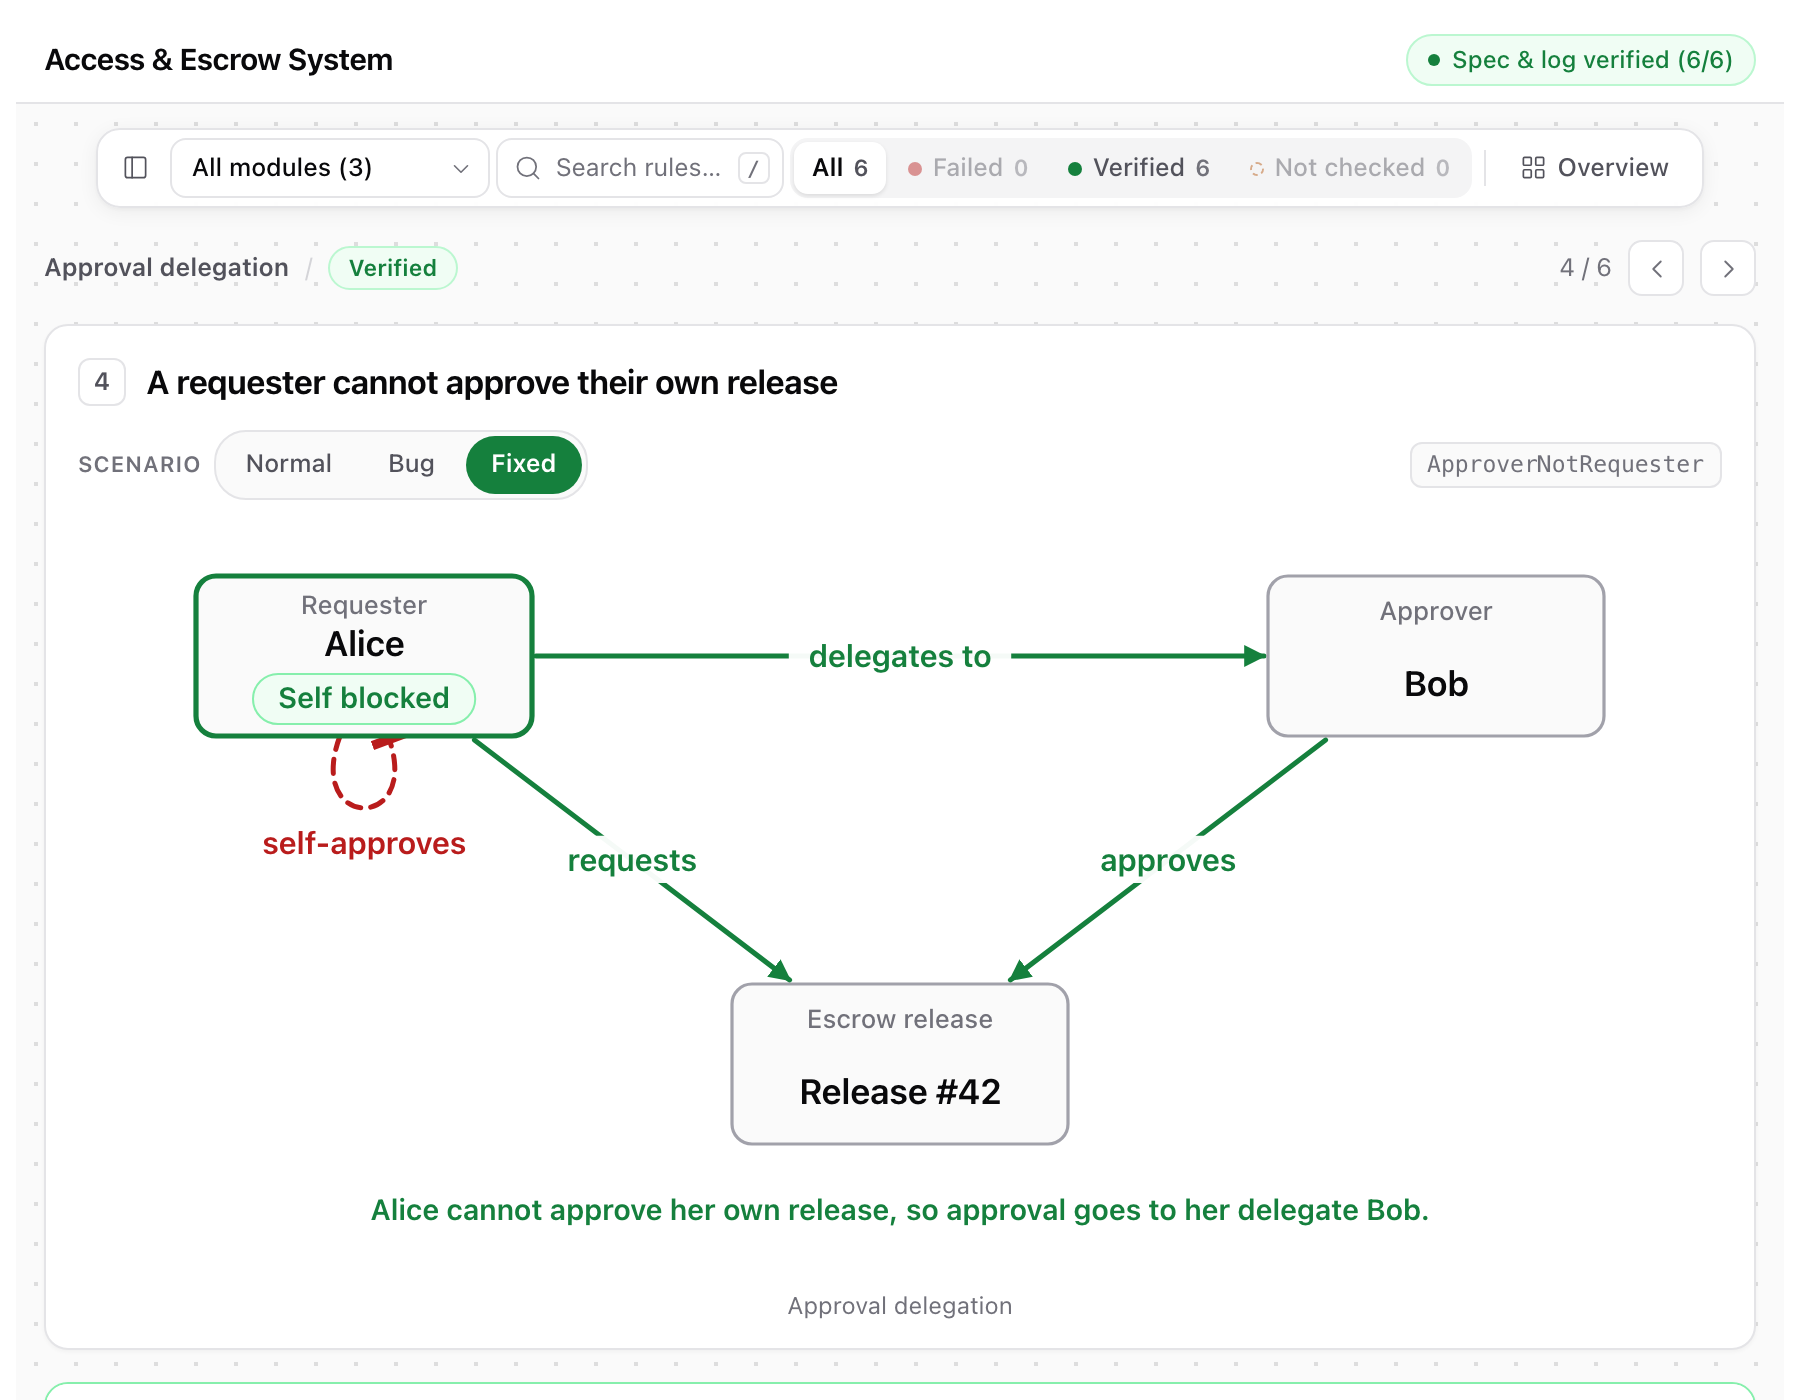 Access & Escrow System
Spec & log verified (6/6)
All modules (3)
Search rules...
/
All 6
Failed 0
Verified 6
Not checked 0
Overview
Approval delegation / Verified
4 / 6
4
A requester cannot approve their own release
SCENARIO
Normal
Bug
Fixed
ApproverNotRequester
Requester
Alice
Self blocked
delegates to
Approver
Bob
self-approves
requests
approves
Escrow release
Release #42
Alice cannot approve her own release, so approval goes to her delegate Bob.
Approval delegation